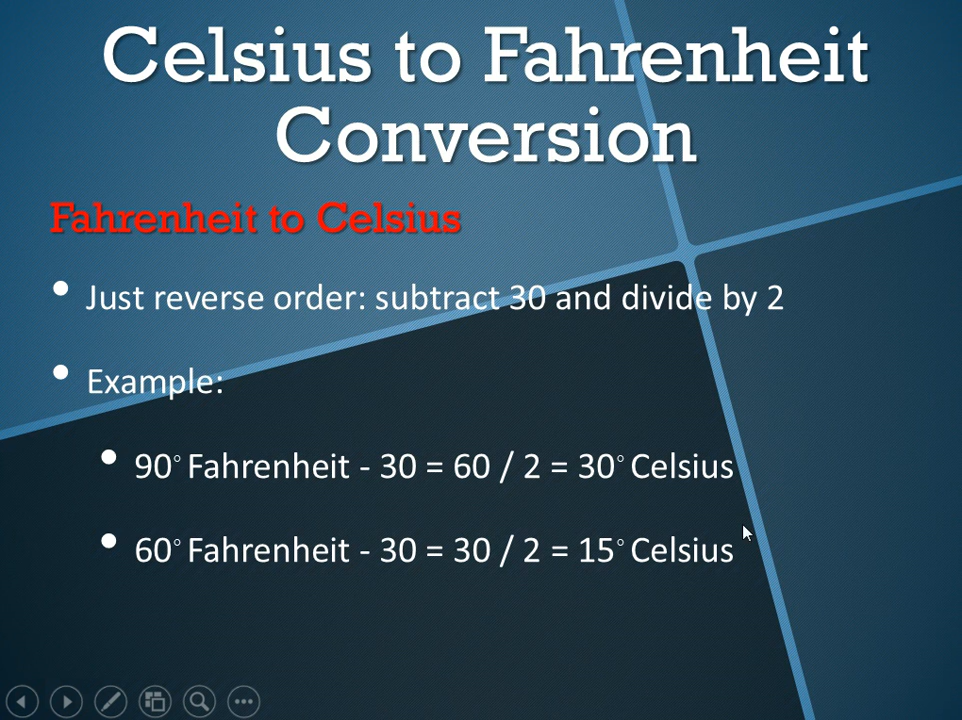 Celsius to Fahrenheit
Conversion
Fahrenheit to Celsius
• Just reverse order: subtract 30 and divide by 2
• Example:
• 90° Fahrenheit - 30 = 60 / 2 = 30° Celsius
• 60° Fahrenheit - 30 = 30 / 2 = 15° Celsius